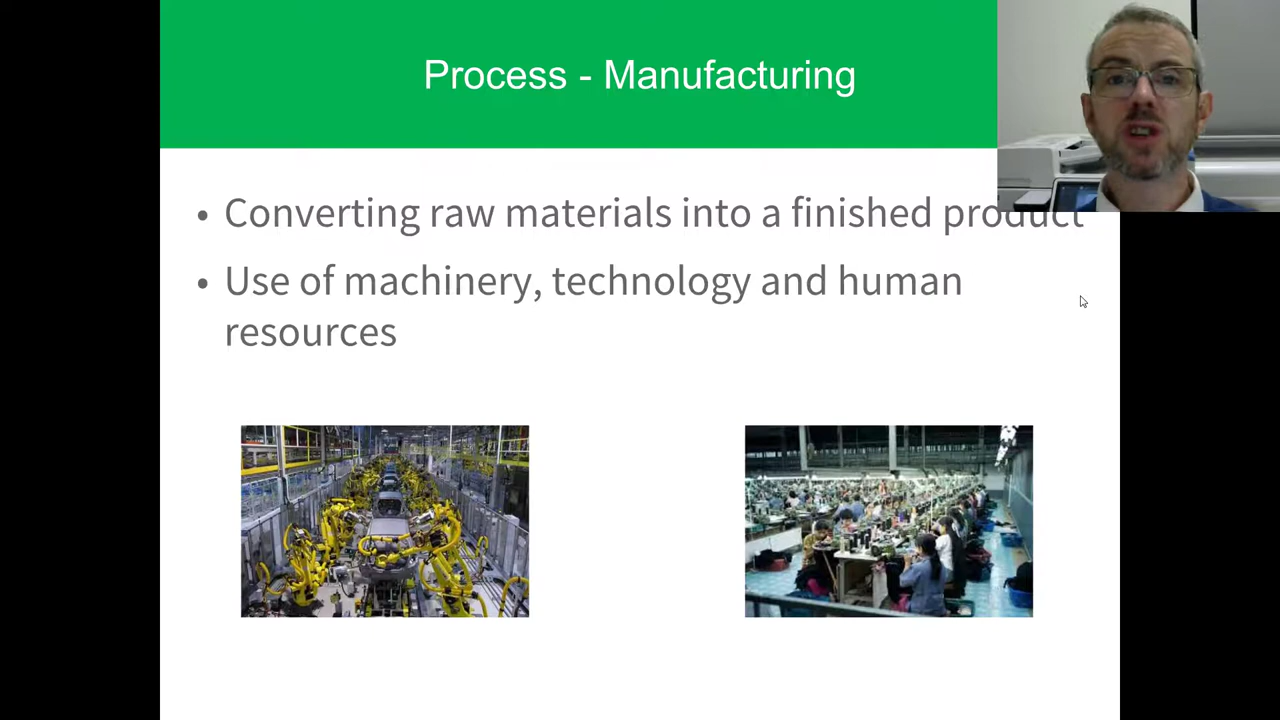 Process - Manufacturing
• Converting raw materials into a finished product
• Use of machinery, technology and human
resources